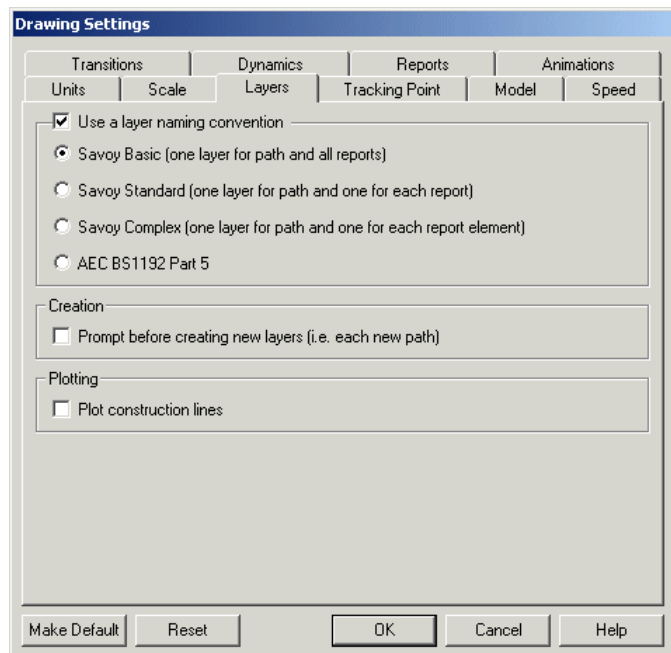 Drawing Settings
Transitions Dynamics Reports Animations
Units Scale Layers Tracking Point Model Speed
Use a layer naming convention
Savoy Basic (one layer for path and all reports)
Savoy Standard (one layer for path and one for each report)
Savoy Complex (one layer for path and one for each report element)
AEC BS1192 Part 5
Creation
Prompt before creating new layers (i.e. each new path)
Plotting
Plot construction lines
Make Default Reset OK Cancel Help